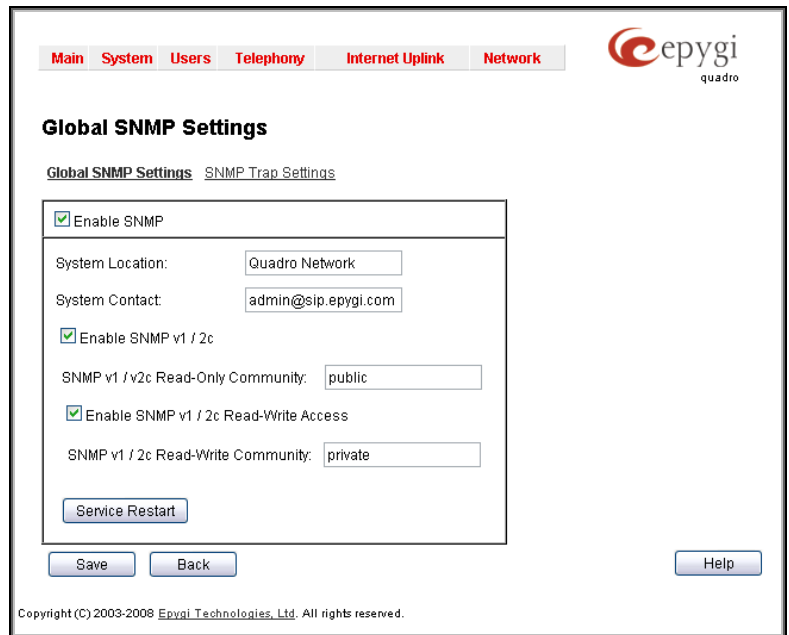 Main System Users Telephony Internet Uplink Network
epygi
quadro
Global SNMP Settings
Global SNMP Settings SNMP Trap Settings
Enable SNMP
System Location: Quadro Network
System Contact: admin@sip.epygi.com
Enable SNMP v1 / 2c
SNMP v1 / v2c Read-Only Community: public
Enable SNMP v1 / 2c Read-Write Access
SNMP v1 / 2c Read-Write Community: private
Service Restart
Save Back Help
Copyright (C) 2003-2008 Epygi Technologies, Ltd. All rights reserved.